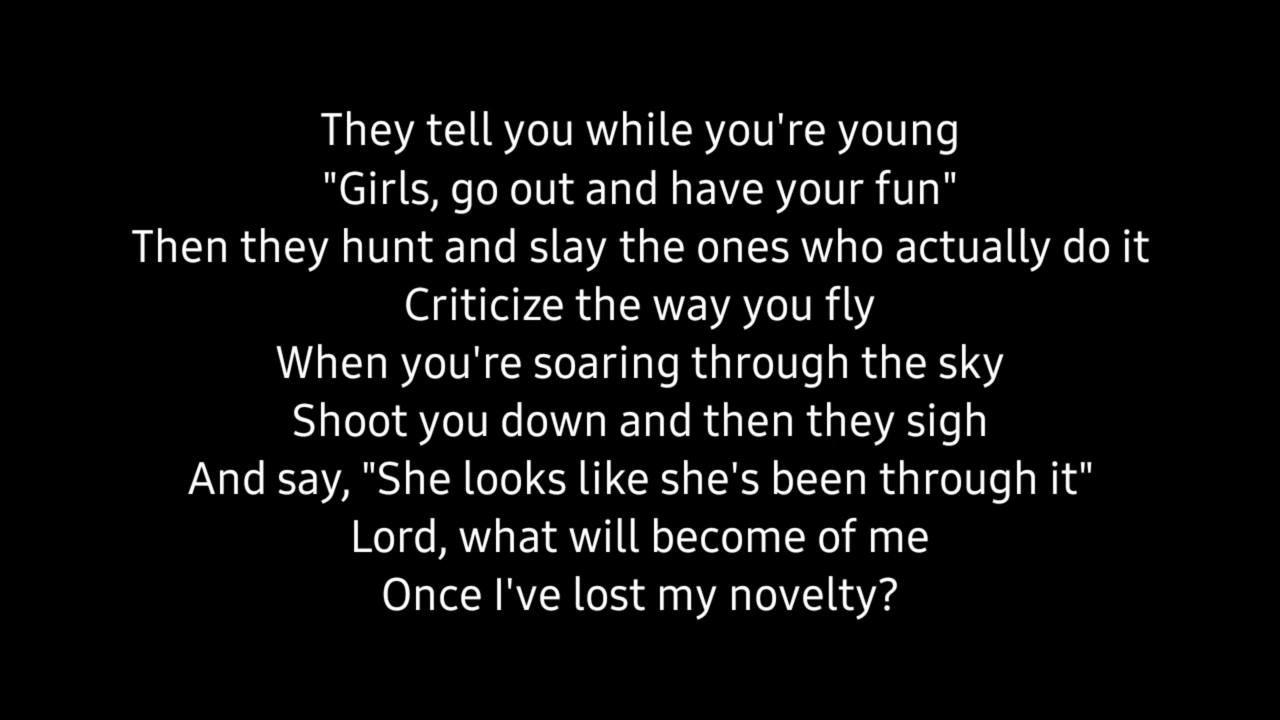 They tell you while you're young
"Girls, go out and have your fun"
Then they hunt and slay the ones who actually do it
Criticize the way you fly
When you're soaring through the sky
Shoot you down and then they sigh
And say, "She looks like she's been through it"
Lord, what will become of me
Once I've lost my novelty?